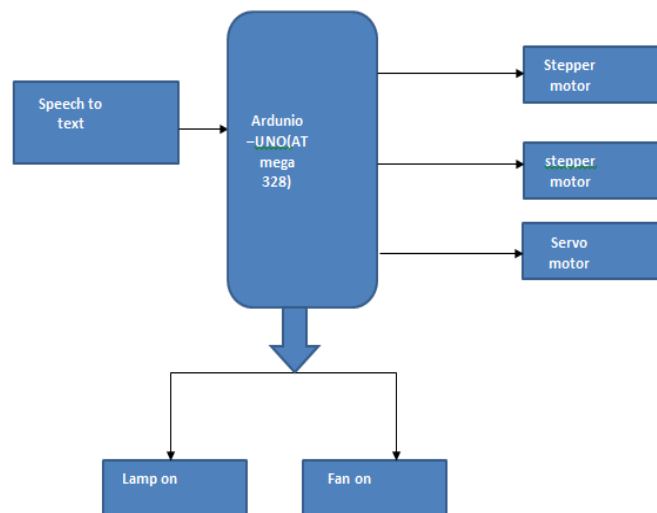 Speech to
text
Ardunio
–UNO(AT
mega
328)
Stepper
motor
stepper
motor
Servo
motor
Lamp on
Fan on